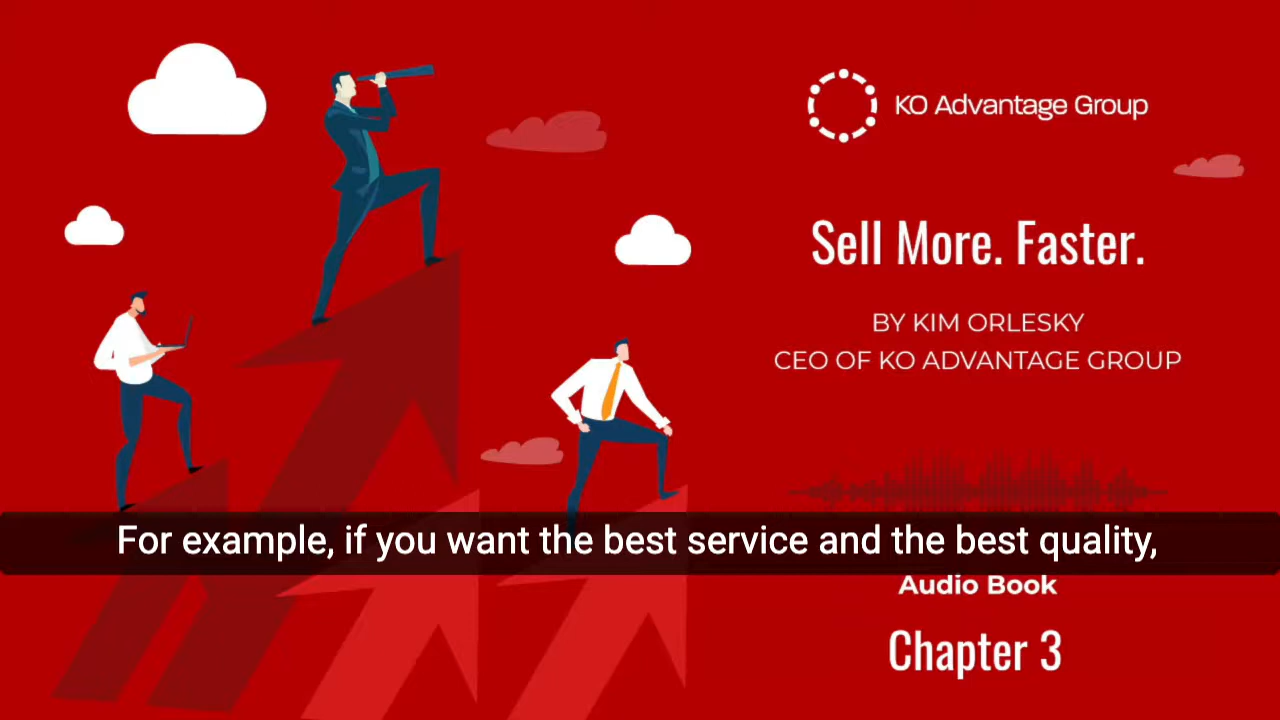 KO Advantage Group
Sell More. Faster.
BY KIM ORLESKY
CEO OF KO ADVANTAGE GROUP
For example, if you want the best service and the best quality,
Audio Book
Chapter 3